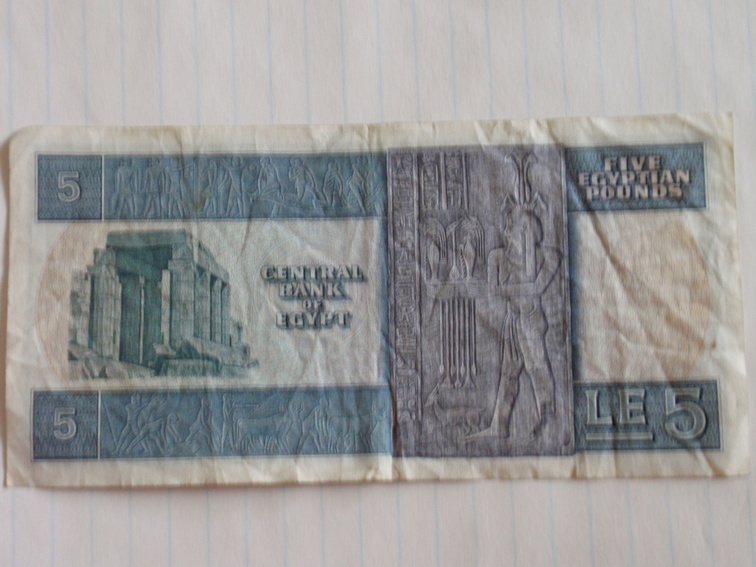 5
FIVE
EGYPTIAN
POUNDS
CENTRAL
BANK
OF
EGYPT
5
LE 5